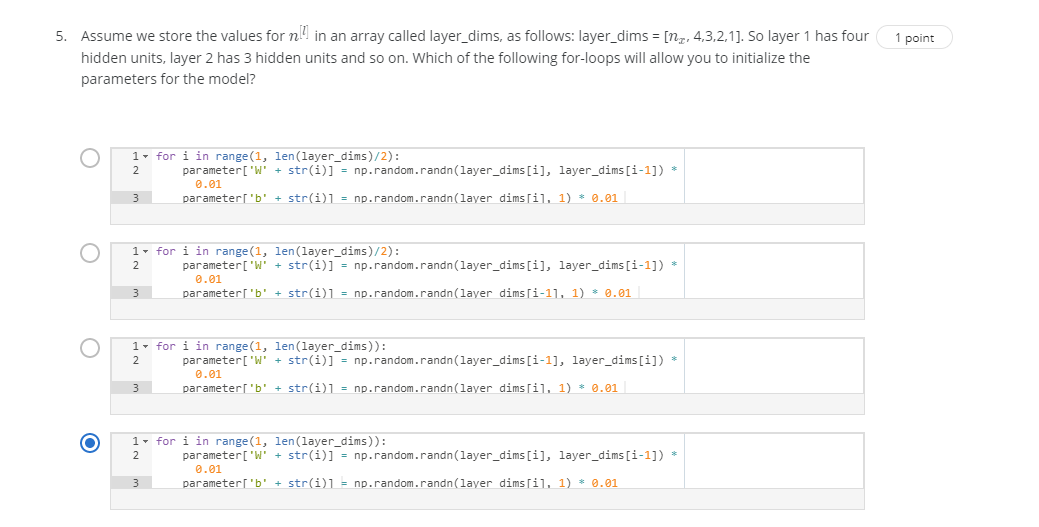 5. Assume we store the values for n^[l] in an array called layer_dims, as follows: layer_dims = [n_x, 4,3,2,1]. So layer 1 has four
1 point
hidden units, layer 2 has 3 hidden units and so on. Which of the following for-loops will allow you to initialize the
parameters for the model?
1 for i in range(1, len(layer_dims)/2):
2 parameter['W' + str(i)] = np.random.randn(layer_dims[i], layer_dims[i-1]) *
0.01
3 parameter['b' + str(i)] = np.random.randn(layer_dims[i], 1) * 0.01
1 for i in range(1, len(layer_dims)/2):
2 parameter['W' + str(i)] = np.random.randn(layer_dims[i], layer_dims[i-1]) *
0.01
3 parameter['b' + str(i)] = np.random.randn(layer_dims[i-1], 1) * 0.01
1 for i in range(1, len(layer_dims)):
2 parameter['W' + str(i)] = np.random.randn(layer_dims[i-1], layer_dims[i]) *
0.01
3 parameter['b' + str(i)] = np.random.randn(layer_dims[i], 1) * 0.01
1 for i in range(1, len(layer_dims)):
2 parameter['W' + str(i)] = np.random.randn(layer_dims[i], layer_dims[i-1]) *
0.01
3 parameter['b' + str(i)] = np.random.randn(layer_dims[i], 1) * 0.01